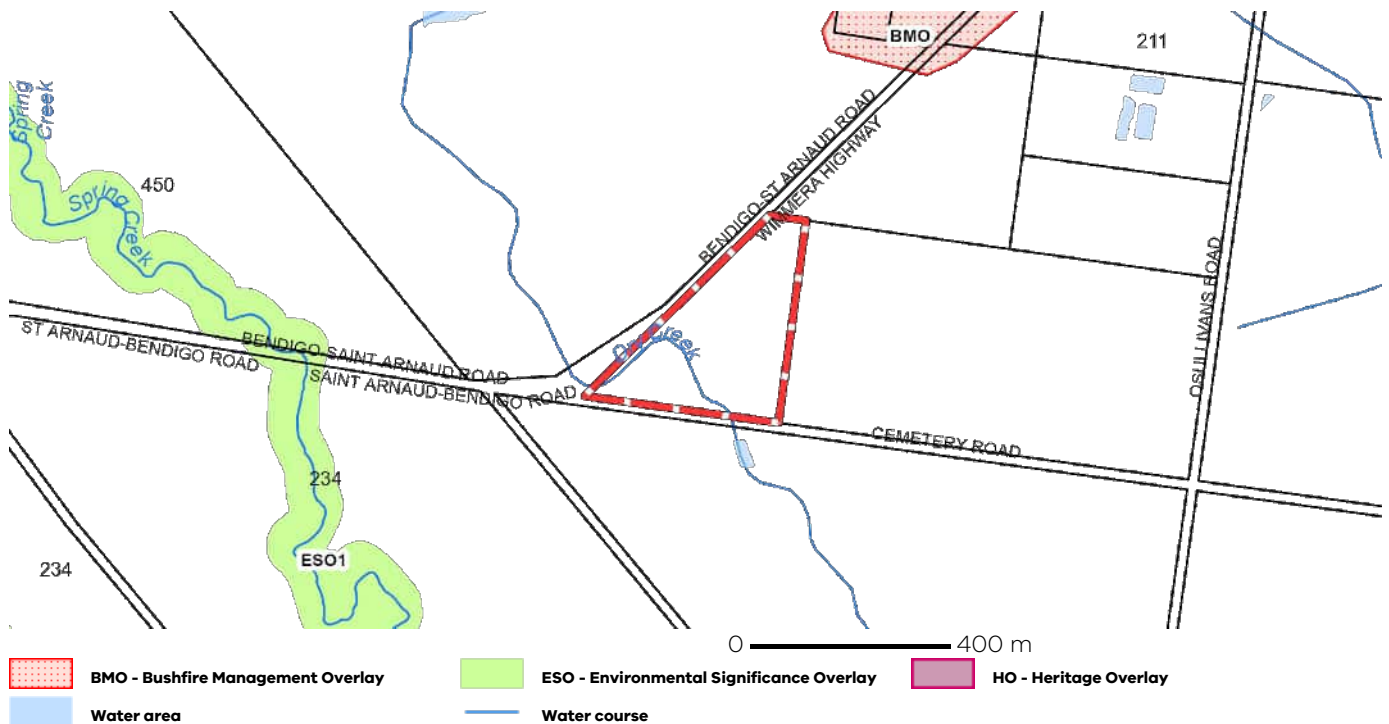 BMO
211
Spring
Creek
450
Spring Creek
BENDIGO-ST ARNAUD ROAD
WIMMERA HIGHWAY
OSULLIVANS ROAD
Creek
BENDIGO-SAINT ARNAUD ROAD
ST ARNAUD-BENDIGO ROAD
SAINT ARNAUD-BENDIGO ROAD
CEMETERY ROAD
234
ESO1
234
0 400 m
BMO - Bushfire Management Overlay
ESO - Environmental Significance Overlay
HO - Heritage Overlay
Water area
Water course